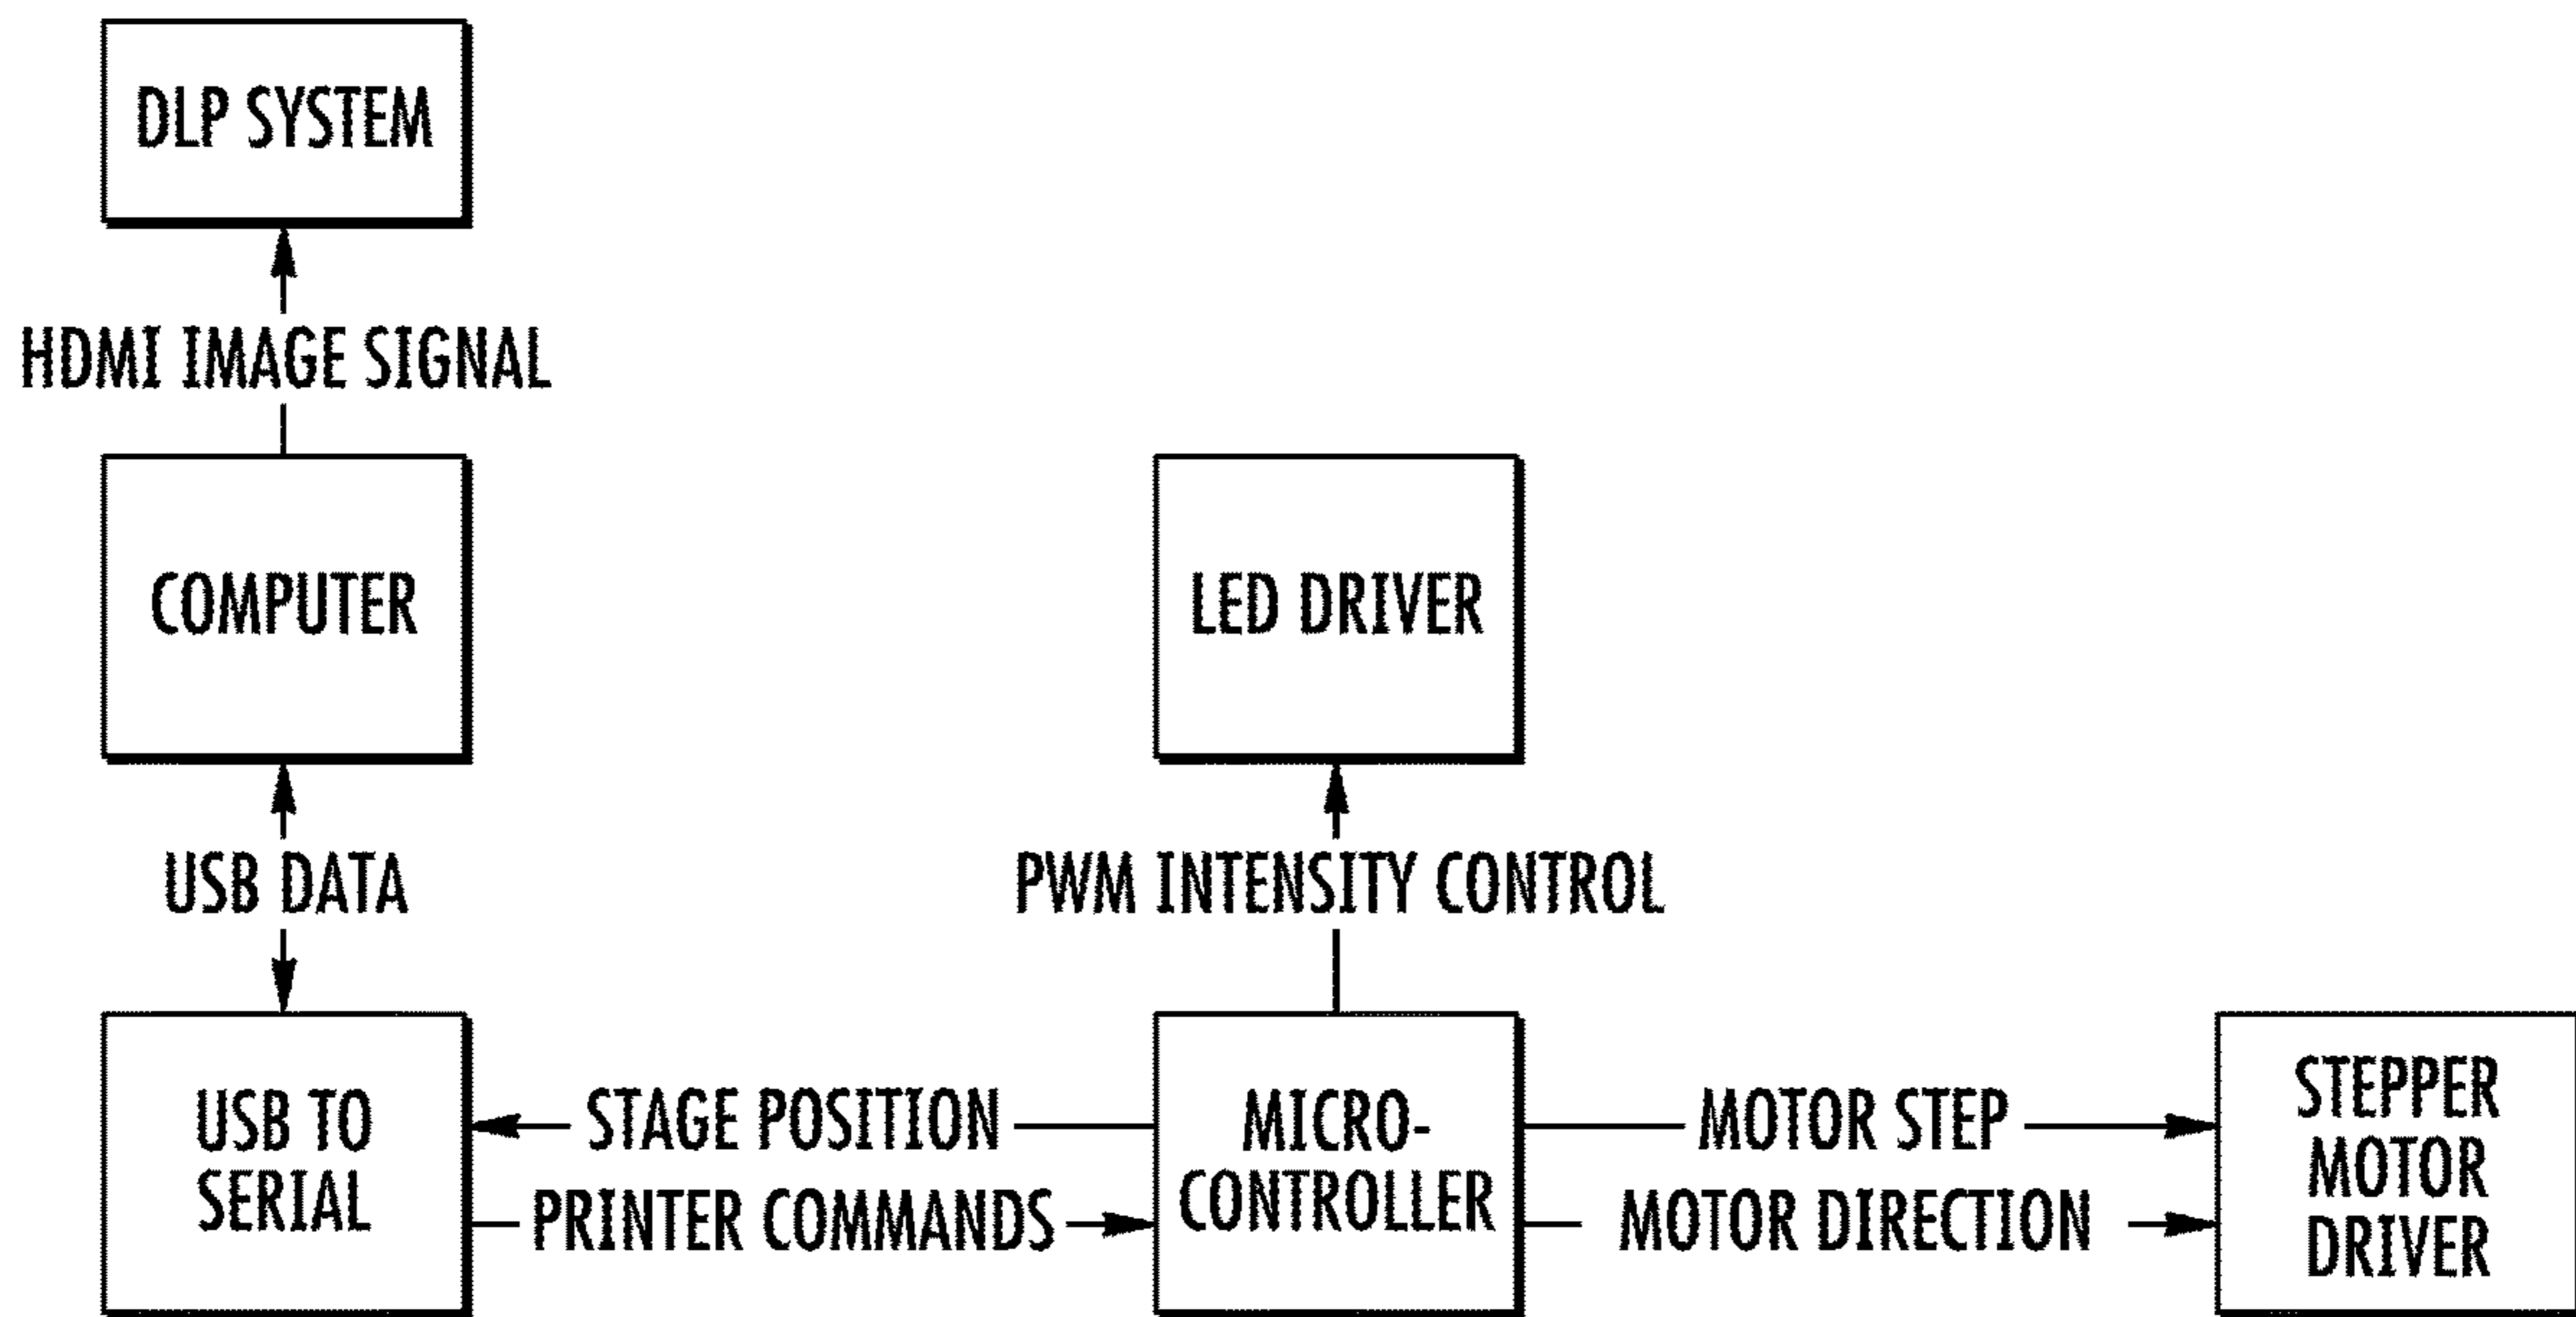 DLP SYSTEM
HDMI IMAGE SIGNAL
COMPUTER
LED DRIVER
USB DATA
PWM INTENSITY CONTROL
USB TO
SERIAL
STAGE POSITION
PRINTER COMMANDS
MICRO-
CONTROLLER
MOTOR STEP
MOTOR DIRECTION
STEPPER
MOTOR
DRIVER